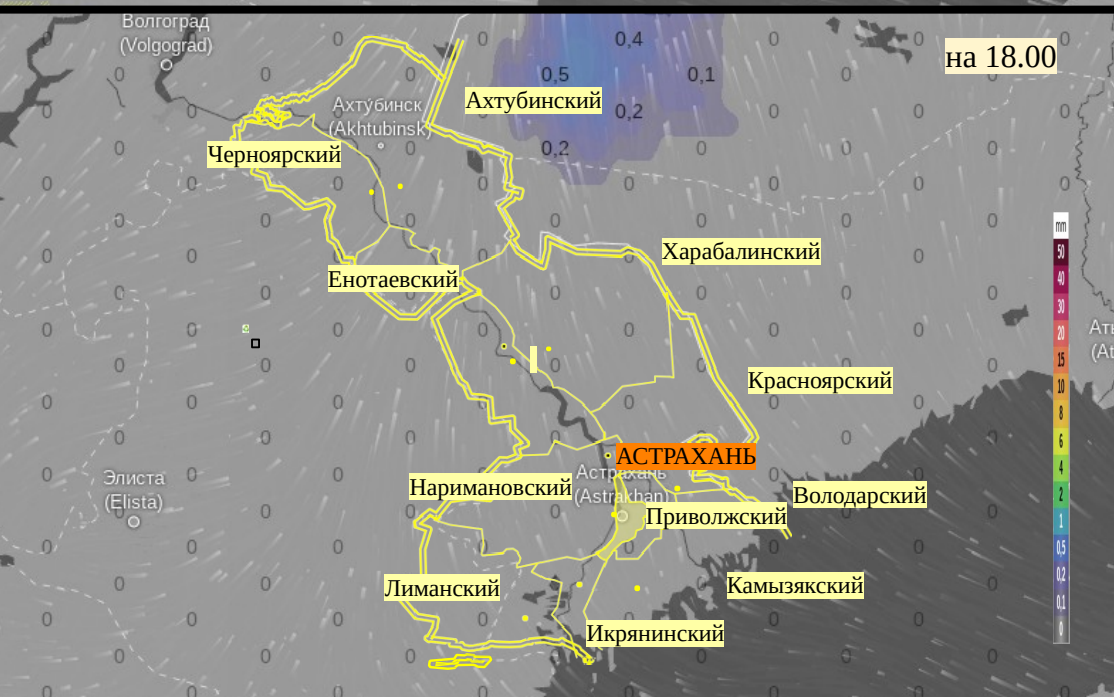 Волгоград
(Volgograd)
на 18.00
0,4
0,5
0,1
0,2
0,2
Ахтубинск
(Akhtubinsk)
Ахтубинский
Черноярский
Харабалинский
mm
50
40
30
20
15
10
8
6
4
2
1
0,5
0,2
0,1
0
Енотаевский
Красноярский
АСТРАХАНЬ
Астрахань
(Astrakhan)
Элиста
(Elista)
Наримановский
Володарский
Приволжский
Лиманский
Камызякский
Икрянинский